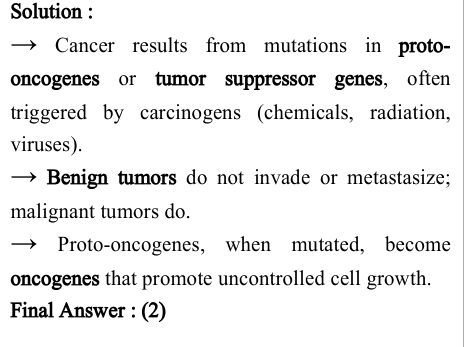 Solution :
→ Cancer results from mutations in proto-
oncogenes or tumor suppressor genes, often
triggered by carcinogens (chemicals, radiation,
viruses).
→ Benign tumors do not invade or metastasize;
malignant tumors do.
→ Proto-oncogenes, when mutated, become
oncogenes that promote uncontrolled cell growth.
Final Answer : (2)